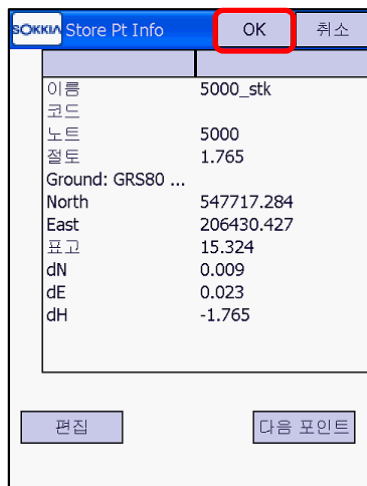 SOKKIA Store Pt Info OK 취소
이름 5000_stk
코드
노트 5000
절토 1.765
Ground: GRS80 ...
North 547717.284
East 206430.427
표고 15.324
dN 0.009
dE 0.023
dH -1.765
편집 다음 포인트